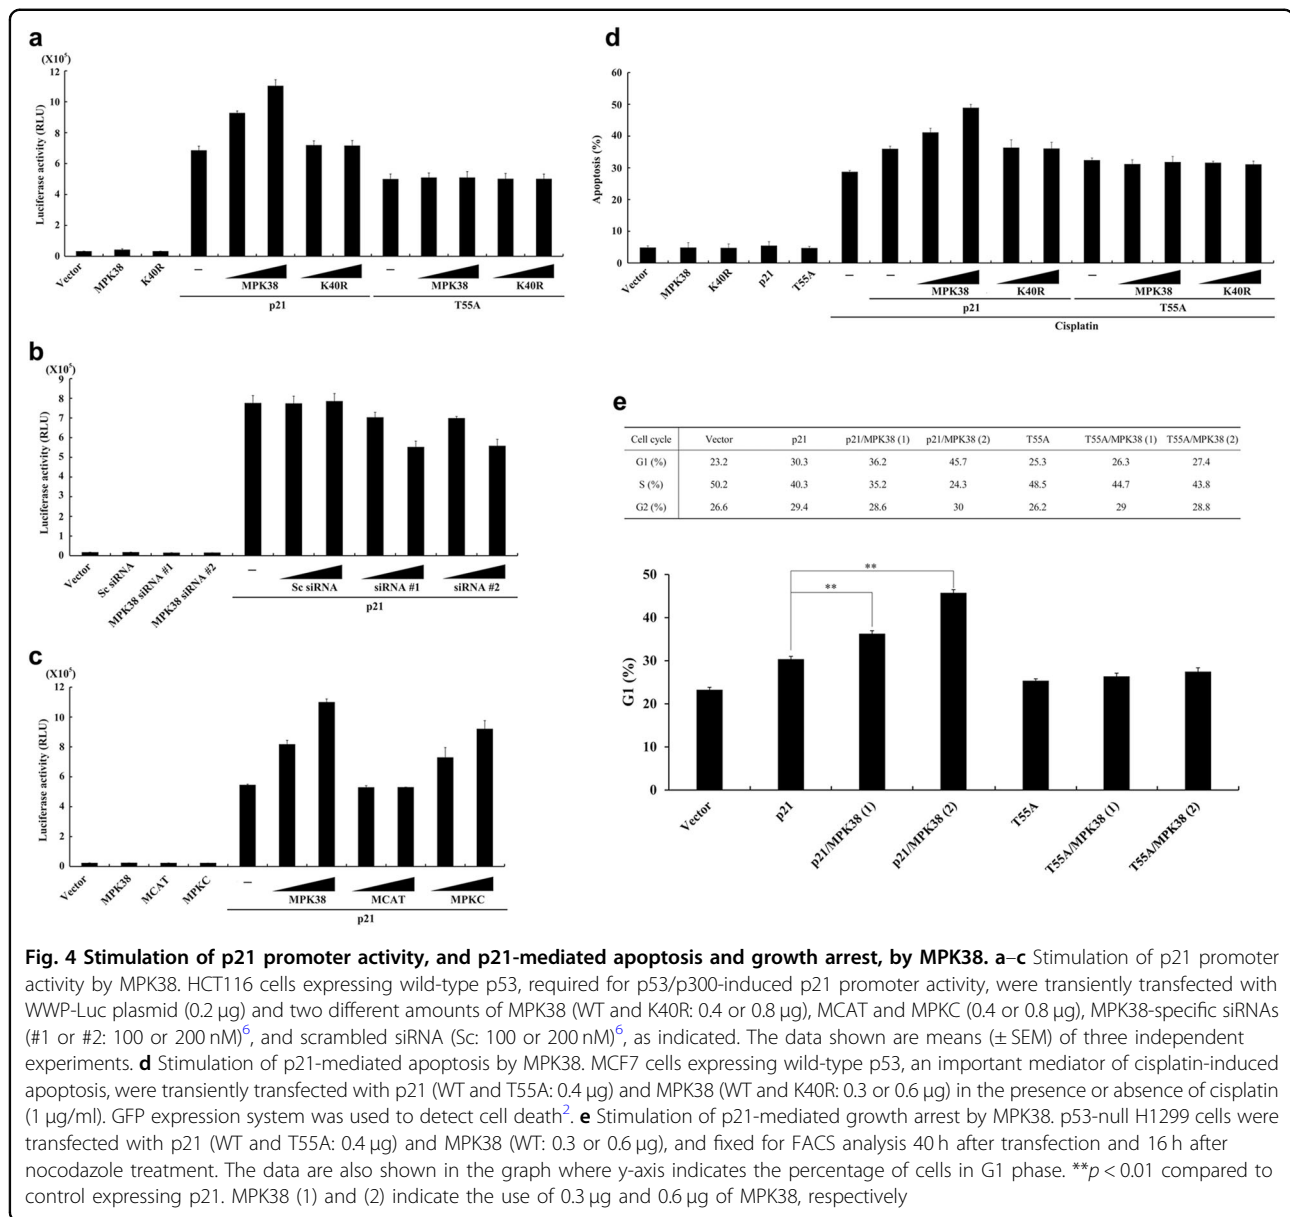 a
(X10⁵)
Luciferase activity (RLU)
12
10
8
6
4
2
0
Vector
MPK38
K40R
–
MPK38
K40R
–
MPK38
K40R
p21
T55A
b
(X10⁵)
Luciferase activity (RLU)
9
8
7
6
5
4
3
2
1
0
Vector
Sc siRNA
MPK38 siRNA #1
MPK38 siRNA #2
–
Sc siRNA
siRNA #1
siRNA #2
p21
c
(X10⁵)
Luciferase activity (RLU)
12
10
8
6
4
2
0
Vector
MPK38
MCAT
MPKC
–
MPK38
MCAT
MPKC
p21
d
Apoptosis (%)
60
50
40
30
20
10
0
Vector
MPK38
K40R
p21
T55A
–
–
MPK38
K40R
–
MPK38
K40R
p21
T55A
Cisplatin
e
Cell cycle Vector p21 p21/MPK38 (1) p21/MPK38 (2) T55A T55A/MPK38 (1) T55A/MPK38 (2)
G1 (%) 23.2 30.3 36.2 45.7 25.3 26.3 27.4
S (%) 50.2 40.3 35.2 24.3 48.5 44.7 43.8
G2 (%) 26.6 29.4 28.6 30 26.2 29 28.8
G1 (%)
50
40
30
20
10
0
**
**
Vector
p21
p21/MPK38 (1)
p21/MPK38 (2)
T55A
T55A/MPK38 (1)
T55A/MPK38 (2)
Fig. 4 Stimulation of p21 promoter activity, and p21-mediated apoptosis and growth arrest, by MPK38. a–c Stimulation of p21 promoter
activity by MPK38. HCT116 cells expressing wild-type p53, required for p53/p300-induced p21 promoter activity, were transiently transfected with
WWP-Luc plasmid (0.2 µg) and two different amounts of MPK38 (WT and K40R: 0.4 or 0.8 µg), MCAT and MPKC (0.4 or 0.8 µg), MPK38-specific siRNAs
(#1 or #2: 100 or 200 nM)⁶, and scrambled siRNA (Sc: 100 or 200 nM)⁶, as indicated. The data shown are means (± SEM) of three independent
experiments. d Stimulation of p21-mediated apoptosis by MPK38. MCF7 cells expressing wild-type p53, an important mediator of cisplatin-induced
apoptosis, were transiently transfected with p21 (WT and T55A: 0.4 µg) and MPK38 (WT and K40R: 0.3 or 0.6 µg) in the presence or absence of cisplatin
(1 µg/ml). GFP expression system was used to detect cell death². e Stimulation of p21-mediated growth arrest by MPK38. p53-null H1299 cells were
transfected with p21 (WT and T55A: 0.4 µg) and MPK38 (WT: 0.3 or 0.6 µg), and fixed for FACS analysis 40 h after transfection and 16 h after
nocodazole treatment. The data are also shown in the graph where y-axis indicates the percentage of cells in G1 phase. **p < 0.01 compared to
control expressing p21. MPK38 (1) and (2) indicate the use of 0.3 µg and 0.6 µg of MPK38, respectively